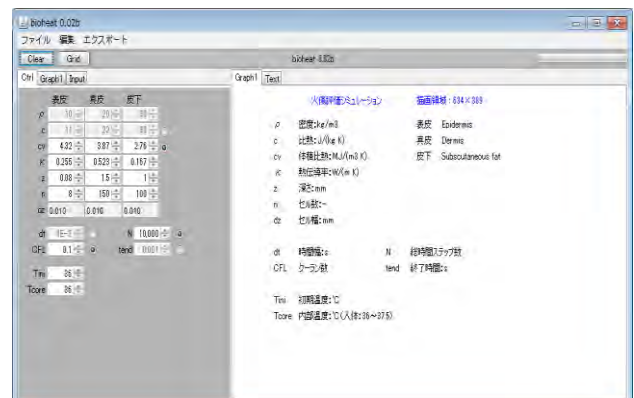 bioheat 0.02b
ファイル 編集 エクスポート
Clear Grid bioheat 0.02b
Ctrl Graph1 Input Graph1 Text
表皮 真皮 皮下
ρ
c
cv 4.32 3.87 2.76
κ 0.255 0.523 0.167
z 0.08 1.5 1
n 8 150 100
dz 0.010 0.010 0.010
dt 1E-3 N 10,000
CFL 0.1 tend 0.001
Tini 36
Tcore 36
火傷評価シミュレーション 描画領域:634×389
ρ 密度:kg/m3 表皮 Epidermis
c 比熱:J/(kg K) 真皮 Dermis
cv 体積比熱:MJ/(m3 K) 皮下 Subscutaneous fat
κ 熱伝導率:W/(m K)
z 深さ:mm
n セル数:-
dz セル幅:mm
dt 時間幅:s N 総時間ステップ数
CFL クーラン数 tend 終了時間:s
Tini 初期温度:℃
Tcore 内部温度:℃(人体:36~37.5)